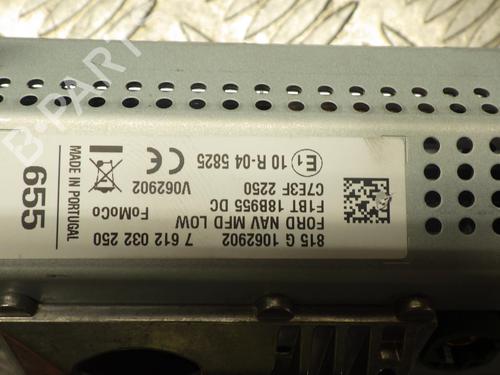 815 G 1062902
FORD NAV MFD LOW
F1BT 18B955 DC
C7E3F 2250
E1 10 R-04 5825
7 612 032 250
FoMoCo
V062902
MADE IN PORTUGAL
655
B-PARTS